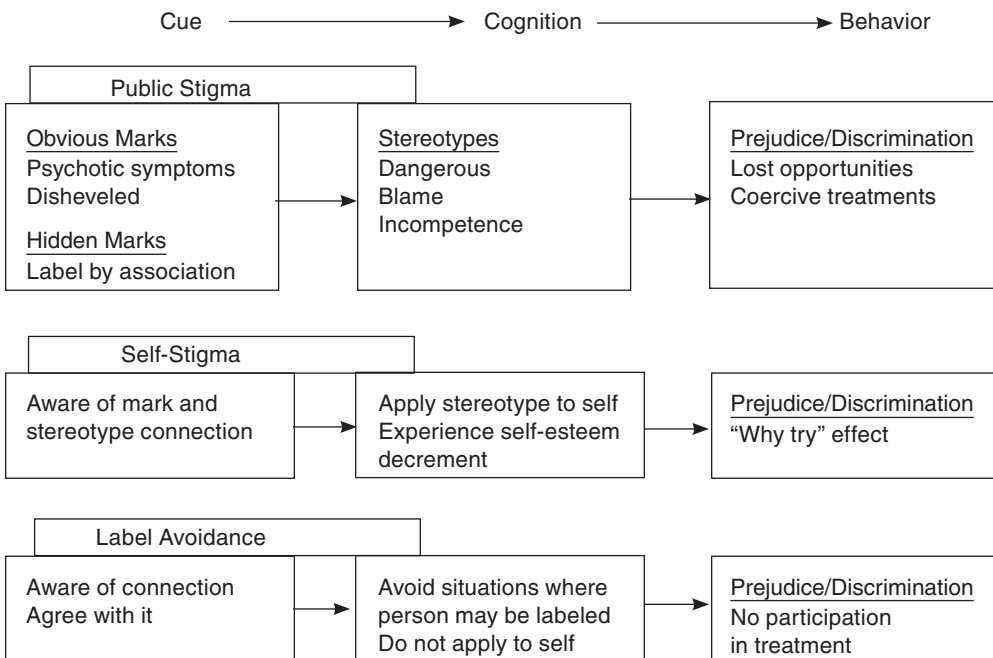 Cue
Cognition
Behavior
Public Stigma
Obvious Marks
Psychotic symptoms
Disheveled
Hidden Marks
Label by association
Stereotypes
Dangerous
Blame
Incompetence
Prejudice/Discrimination
Lost opportunities
Coercive treatments
Self-Stigma
Aware of mark and
stereotype connection
Apply stereotype to self
Experience self-esteem
decrement
Prejudice/Discrimination
“Why try” effect
Label Avoidance
Aware of connection
Agree with it
Avoid situations where
person may be labeled
Do not apply to self
Prejudice/Discrimination
No participation
in treatment